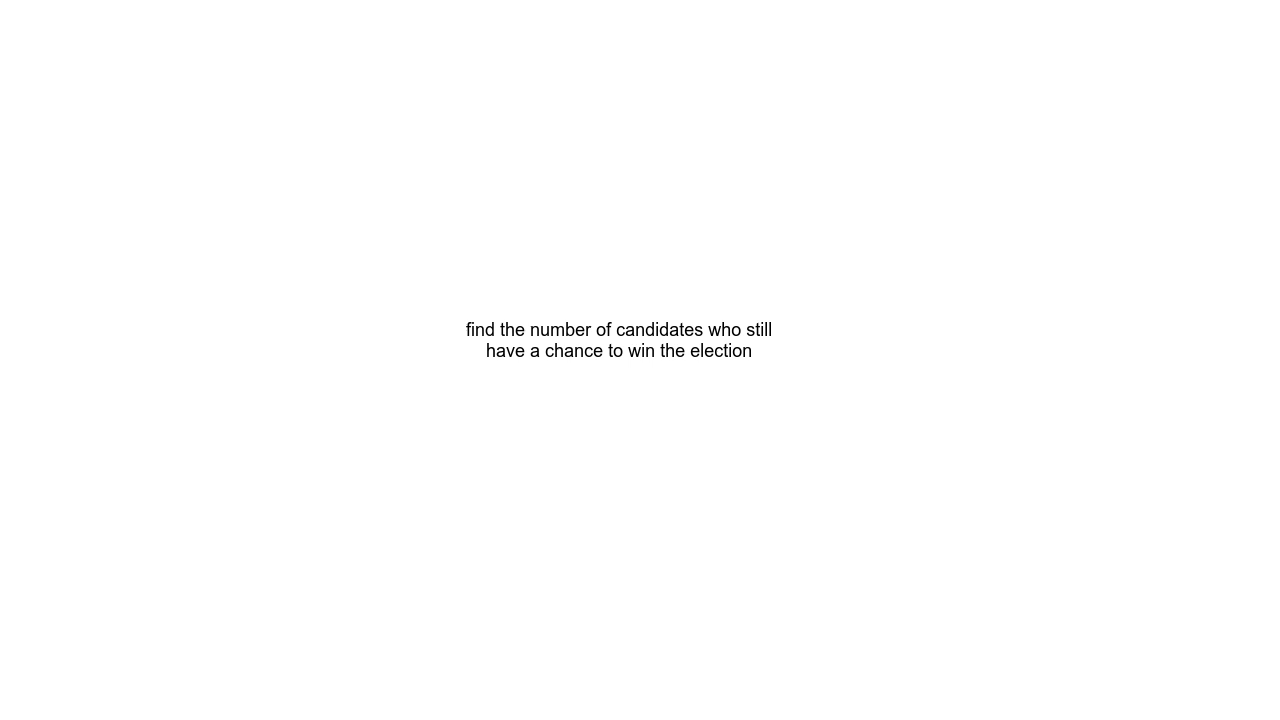 find the number of candidates who still
have a chance to win the election